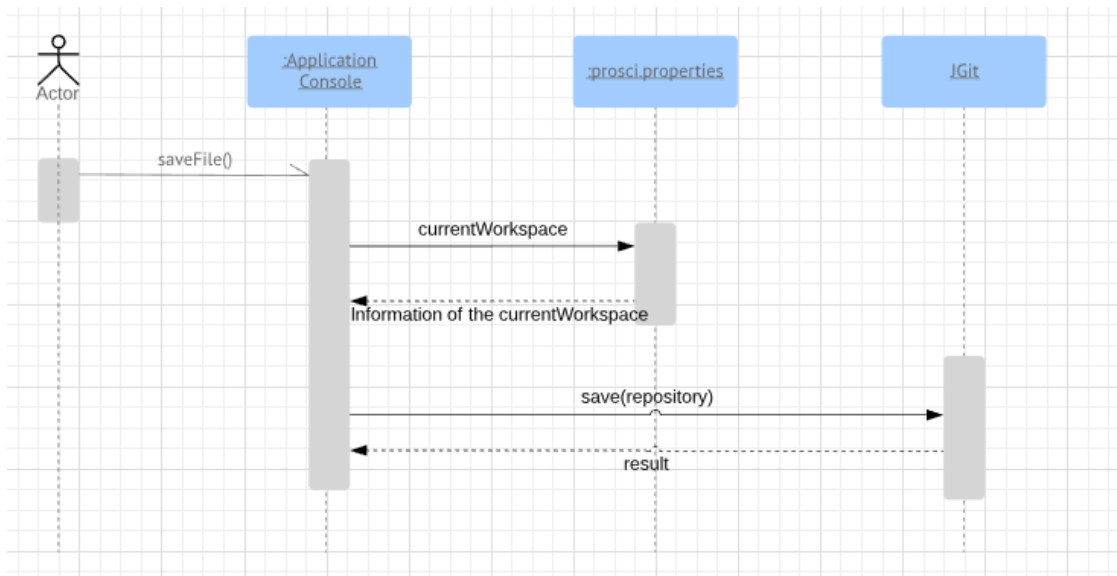 :Application
Console
:prosci.properties
JGit
Actor
saveFile()
currentWorkspace
Information of the currentWorkspace
save(repository)
result